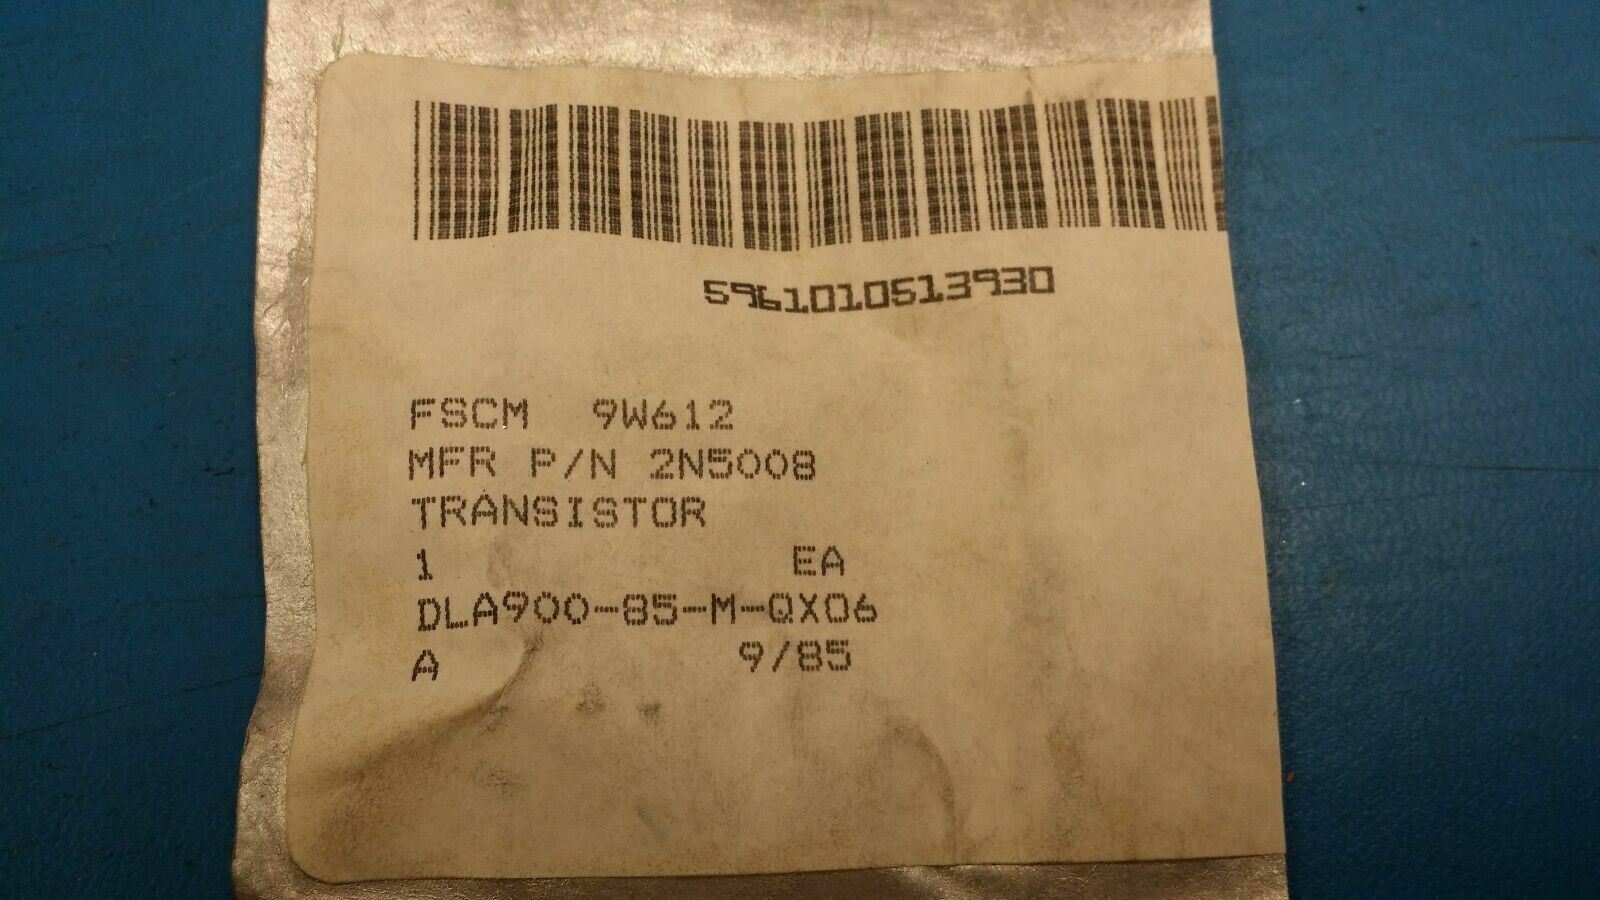 5961010513930
FSCM 9W612
MFR P/N 2N5008
TRANSISTOR
1 EA
DLA900-85-M-QX06
A 9/85